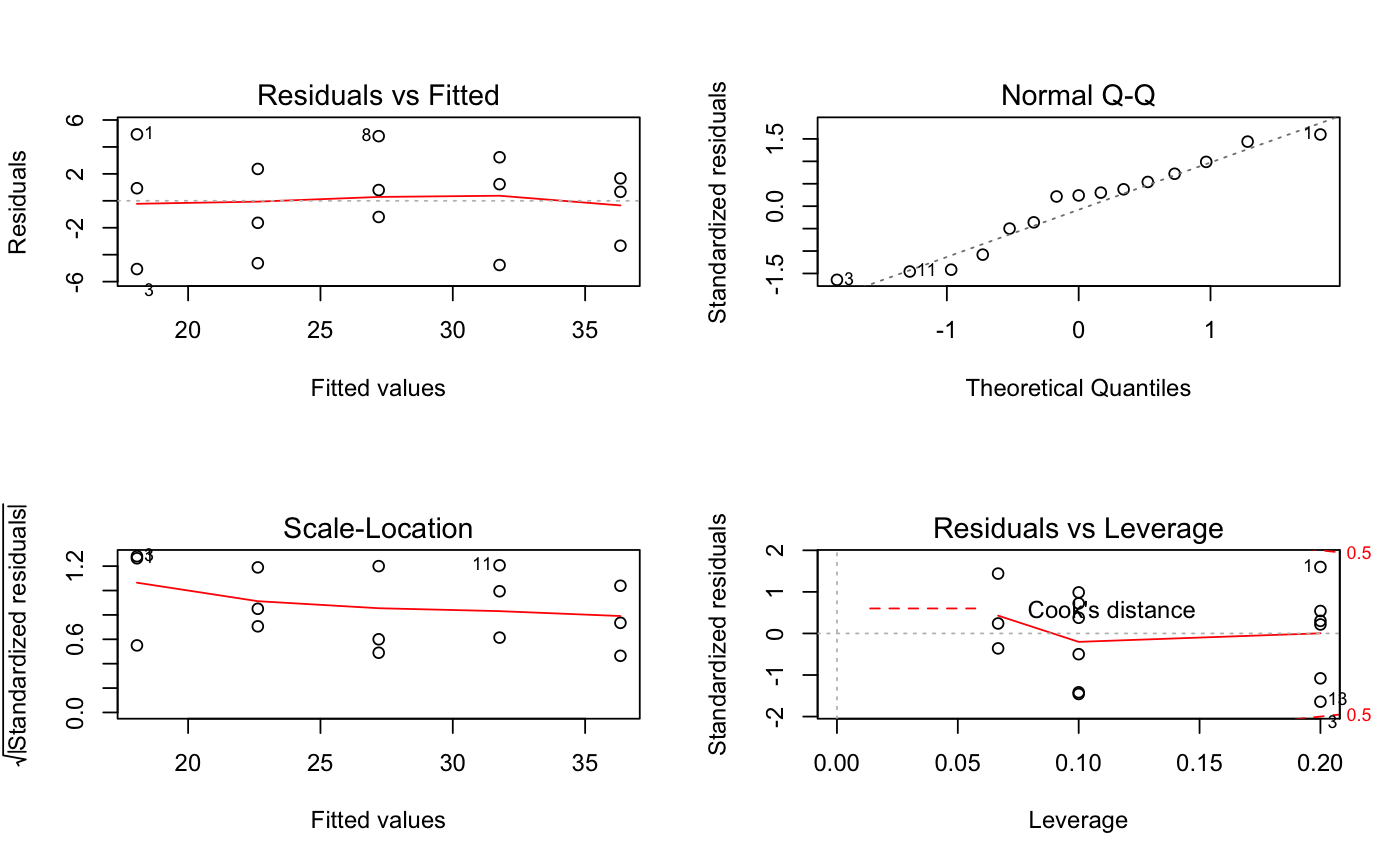 Residuals vs Fitted
Residuals
6
2
-2
-6
1
8
3
20 25 30 35
Fitted values
Normal Q-Q
Standardized residuals
1.5
0.0
-1.5
1
11
3
-1 0 1
Theoretical Quantiles
Scale-Location
√|Standardized residuals|
1.2
0.6
0.0
3
1
11
20 25 30 35
Fitted values
Residuals vs Leverage
Standardized residuals
2
1
0
-1
-2
0.5
1
Cook's distance
13
0.5
3
0.00 0.05 0.10 0.15 0.20
Leverage